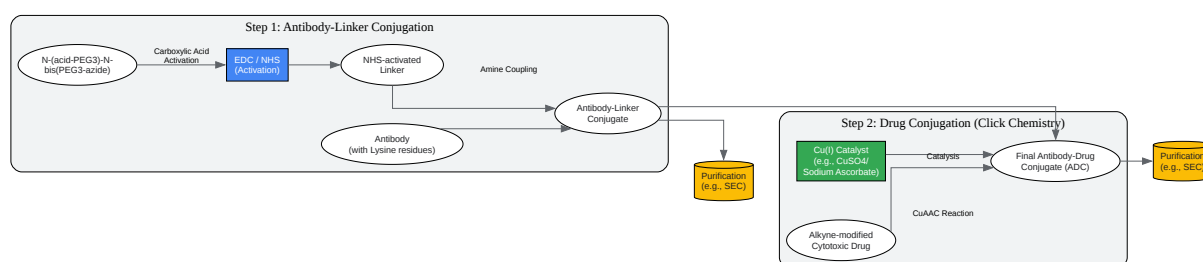 Step 1: Antibody-Linker Conjugation
N-(acid-PEG3)-N-
bis(PEG3-azide)
Carboxylic Acid
Activation
EDC / NHS
(Activation)
NHS-activated
Linker
Amine Coupling
Antibody-Linker
Conjugate
Antibody
(with Lysine residues)
Purification
(e.g., SEC)
Step 2: Drug Conjugation (Click Chemistry)
Cu(I) Catalyst
(e.g., CuSO4/
Sodium Ascorbate)
Catalysis
Final Antibody-Drug
Conjugate (ADC)
Purification
(e.g., SEC)
CuAAC Reaction
Alkyne-modified
Cytotoxic Drug